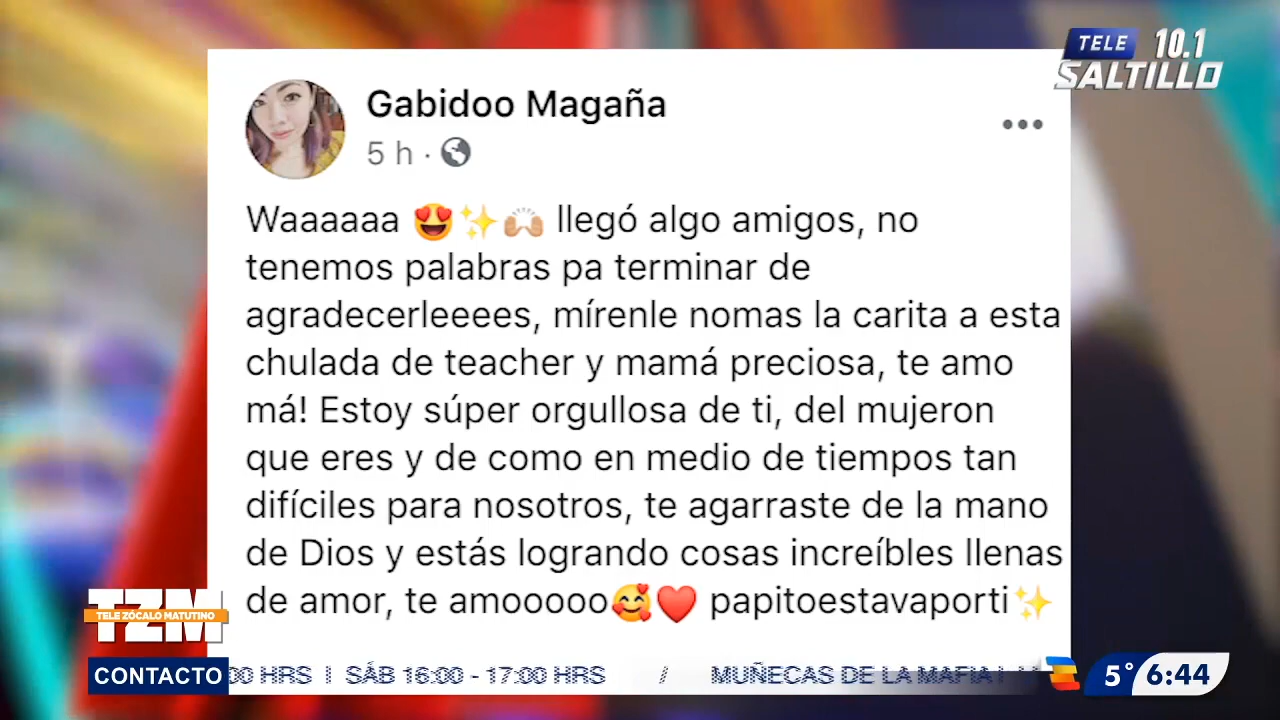 TELE 10.1
SALTILLO
Gabidoo Magaña
5 h ·
Waaaaaa 😍✨🙌🏼 llegó algo amigos, no
tenemos palabras pa terminar de
agradecerleeeees, mírenle nomas la carita a esta
chulada de teacher y mamá preciosa, te amo
má! Estoy súper orgullosa de ti, del mujeron
que eres y de como en medio de tiempos tan
difíciles para nosotros, te agarraste de la mano
de Dios y estás logrando cosas increíbles llenas
de amor, te amooooo🥰❤️ papitoestavaporti✨
TZM
TELE ZÓCALO MATUTINO
CONTACTO
00 HRS | SÁB 16:00 - 17:00 HRS / MUÑECAS DE LA MAFIA
5° 6:44